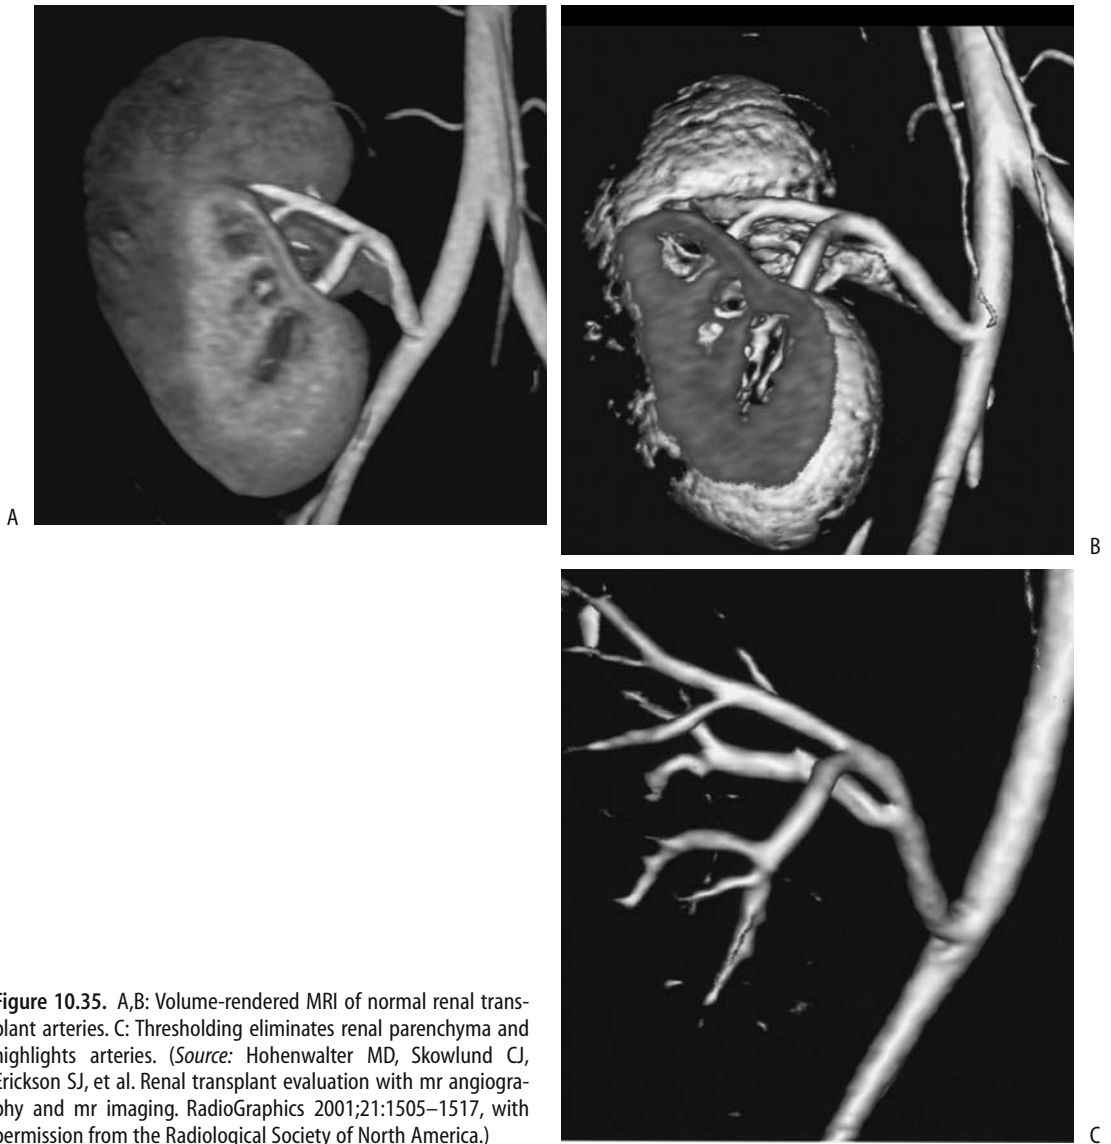 A
B
Figure 10.35. A,B: Volume-rendered MRI of normal renal trans-
plant arteries. C: Thresholding eliminates renal parenchyma and
highlights arteries. (Source: Hohenwalter MD, Skowlund CJ,
Erickson SJ, et al. Renal transplant evaluation with mr angiogra-
phy and mr imaging. RadioGraphics 2001;21:1505–1517, with
permission from the Radiological Society of North America.)
C